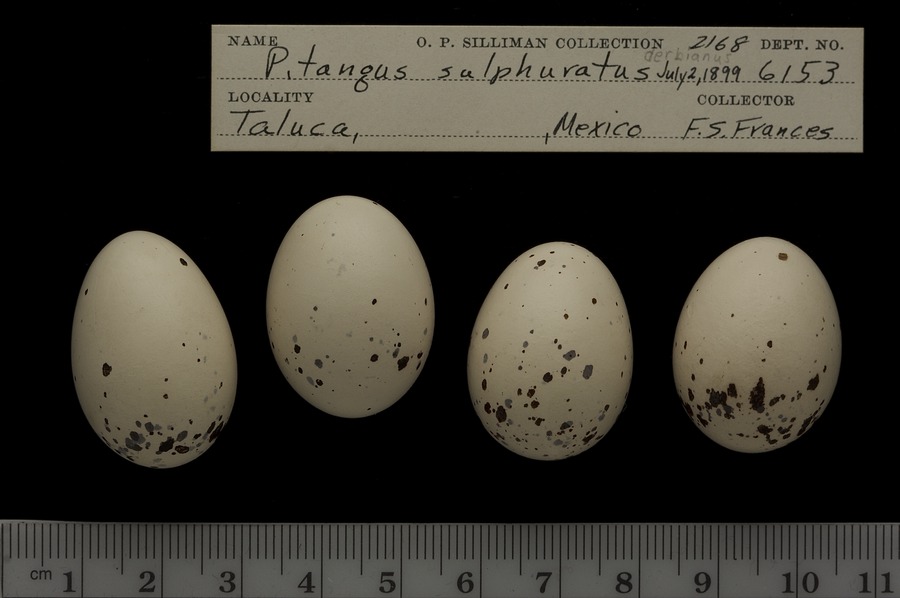 NAME O. P. SILLIMAN COLLECTION 2168 DEPT. NO.
derbianus
Pitangus sulphuratus July 2, 1899 6153
LOCALITY COLLECTOR
Taluca, , Mexico F.S. Frances
cm 1 2 3 4 5 6 7 8 9 10 11